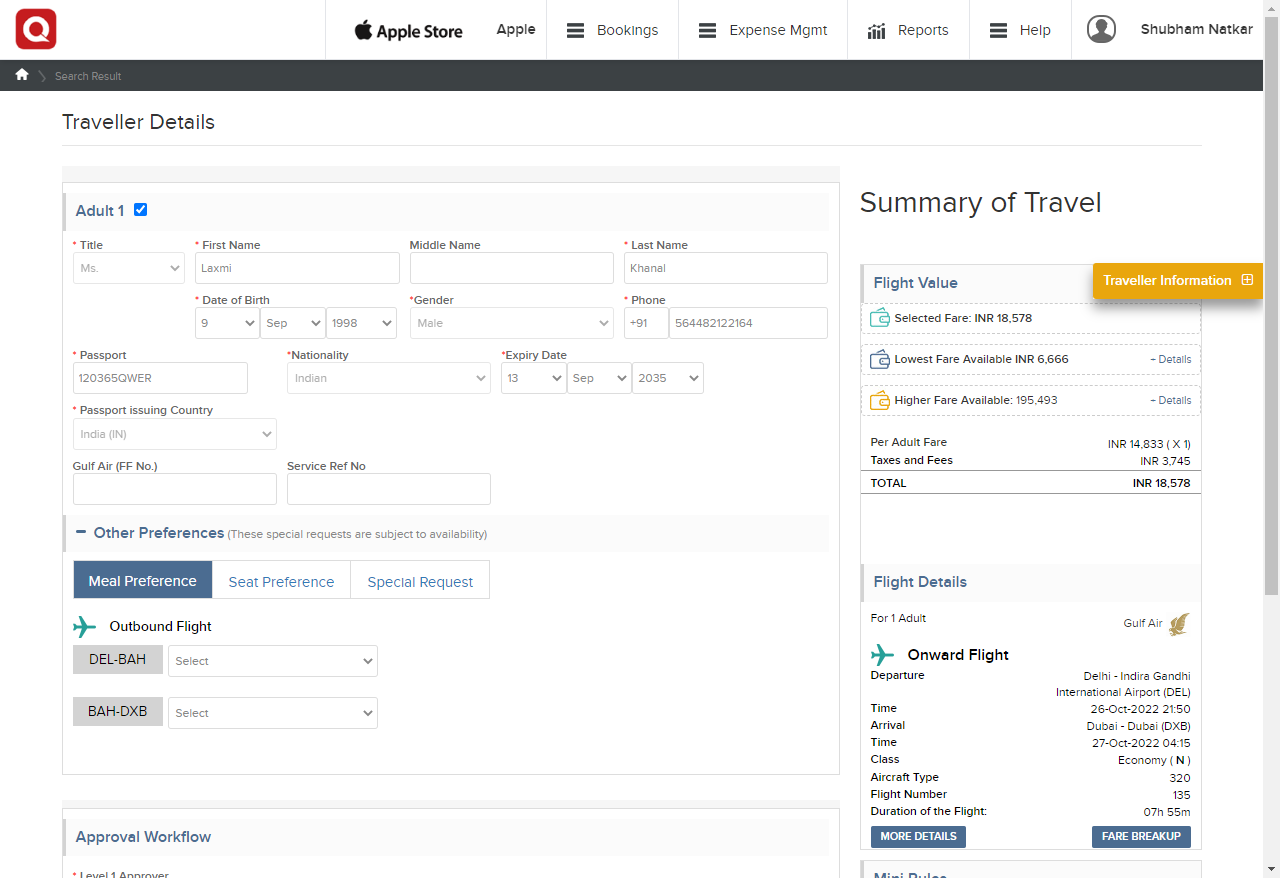 Apple Store
Apple
Bookings
Expense Mgmt
Reports
Help
Shubham Natkar
Search Result
Traveller Details
Adult 1
* Title
* First Name
Middle Name
* Last Name
Ms.
Laxmi
Khanal
* Date of Birth
*Gender
* Phone
9
Sep
1998
Male
+91
564482122164
* Passport
*Nationality
*Expiry Date
120365QWER
Indian
13
Sep
2035
* Passport issuing Country
India (IN)
Gulf Air (FF No.)
Service Ref No
− Other Preferences (These special requests are subject to availability)
Meal Preference
Seat Preference
Special Request
Outbound Flight
DEL-BAH
Select
BAH-DXB
Select
Approval Workflow
* Level 1 Approver
Summary of Travel
Flight Value
Traveller Information
Selected Fare: INR 18,578
Lowest Fare Available INR 6,666
+ Details
Higher Fare Available: 195,493
+ Details
Per Adult Fare
INR 14,833 ( X 1)
Taxes and Fees
INR 3,745
TOTAL
INR 18,578
Flight Details
For 1 Adult
Gulf Air
Onward Flight
Departure
Delhi - Indira Gandhi
International Airport (DEL)
Time
26-Oct-2022 21:50
Arrival
Dubai - Dubai (DXB)
Time
27-Oct-2022 04:15
Class
Economy ( N )
Aircraft Type
320
Flight Number
135
Duration of the Flight:
07h 55m
MORE DETAILS
FARE BREAKUP
Mini Rules